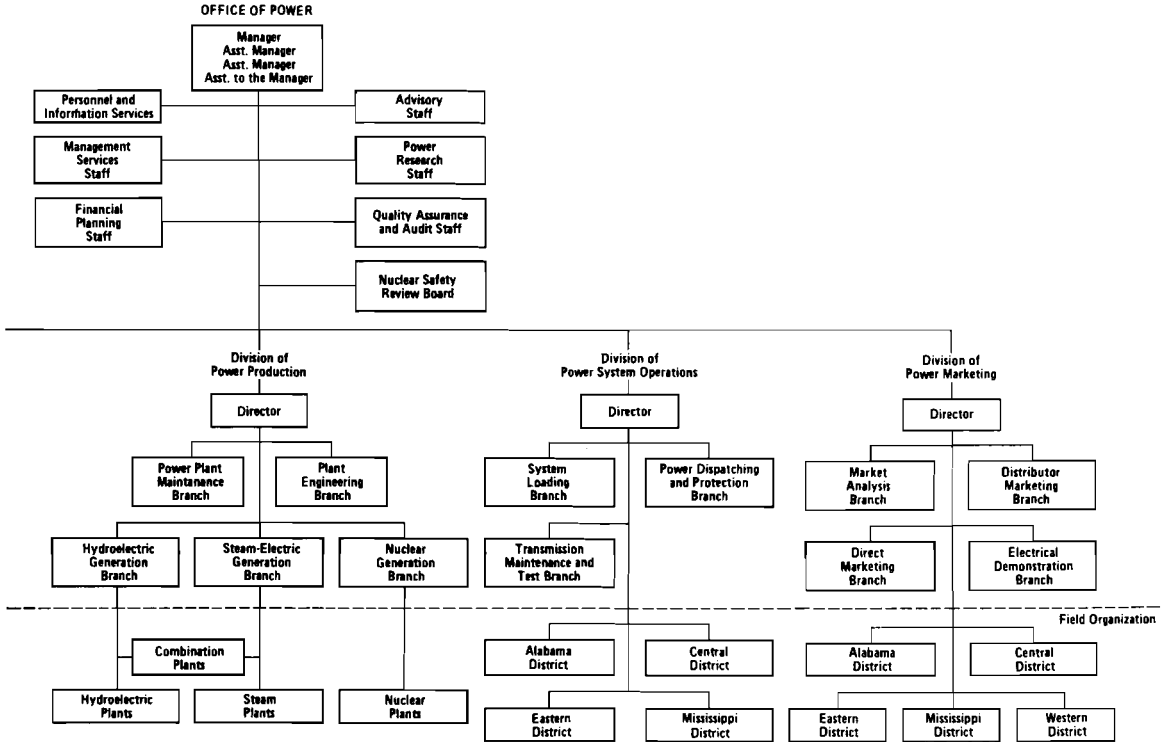 OFFICE OF POWER
Manager
Asst. Manager
Asst. Manager
Asst. to the Manager
Personnel and
Information Services
Advisory
Staff
Management
Services
Staff
Power
Research
Staff
Financial
Planning
Staff
Quality Assurance
and Audit Staff
Nuclear Safety
Review Board
Division of
Power Production
Division of
Power System Operations
Division of
Power Marketing
Director
Director
Director
Power Plant
Maintanance
Branch
Plant
Engineering
Branch
System
Loading
Branch
Power Dispatching
and Protection
Branch
Market
Analysis
Branch
Distributor
Marketing
Branch
Hydroelectric
Generation
Branch
Steam-Electric
Generation
Branch
Nuclear
Generation
Branch
Transmission
Maintenance and
Test Branch
Direct
Marketing
Branch
Electrical
Demonstration
Branch
Field Organization
Combination
Plants
Alabama
District
Central
District
Alabama
District
Central
District
Hydroelectric
Plants
Steam
Plants
Nuclear
Plants
Eastern
District
Mississippi
District
Eastern
District
Mississippi
District
Western
District